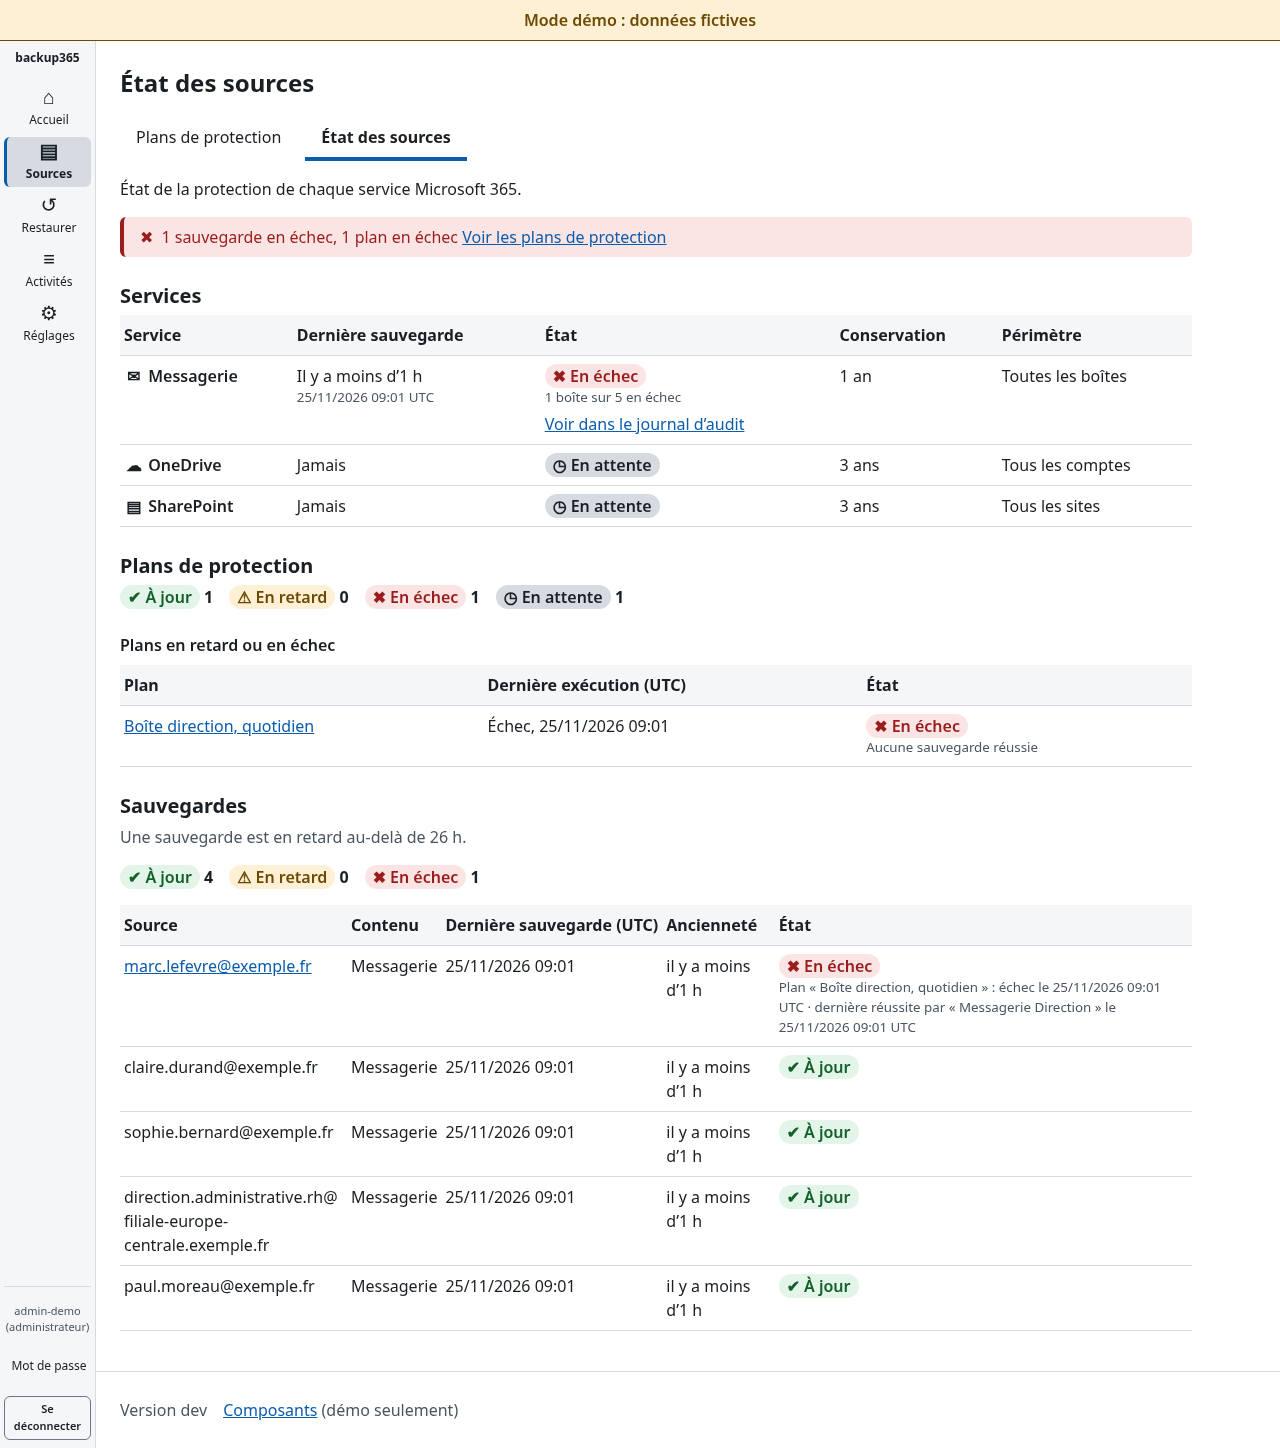 Mode démo : données fictives
backup365
Accueil
Sources
Restaurer
Activités
Réglages
admin-demo
(administrateur)
Mot de passe
Se
déconnecter
État des sources
Plans de protection État des sources
État de la protection de chaque service Microsoft 365.
✖ 1 sauvegarde en échec, 1 plan en échec Voir les plans de protection
Services
Service Dernière sauvegarde État Conservation Périmètre
Messagerie Il y a moins d’1 h ✖ En échec 1 an Toutes les boîtes
25/11/2026 09:01 UTC 1 boîte sur 5 en échec
Voir dans le journal d’audit
OneDrive Jamais En attente 3 ans Tous les comptes
SharePoint Jamais En attente 3 ans Tous les sites
Plans de protection
✔ À jour 1 ⚠ En retard 0 ✖ En échec 1 En attente 1
Plans en retard ou en échec
Plan Dernière exécution (UTC) État
Boîte direction, quotidien Échec, 25/11/2026 09:01 ✖ En échec
Aucune sauvegarde réussie
Sauvegardes
Une sauvegarde est en retard au-delà de 26 h.
✔ À jour 4 ⚠ En retard 0 ✖ En échec 1
Source Contenu Dernière sauvegarde (UTC) Ancienneté État
marc.lefevre@exemple.fr Messagerie 25/11/2026 09:01 il y a moins ✖ En échec
d’1 h Plan « Boîte direction, quotidien » : échec le 25/11/2026 09:01
UTC · dernière réussite par « Messagerie Direction » le
25/11/2026 09:01 UTC
claire.durand@exemple.fr Messagerie 25/11/2026 09:01 il y a moins ✔ À jour
d’1 h
sophie.bernard@exemple.fr Messagerie 25/11/2026 09:01 il y a moins ✔ À jour
d’1 h
direction.administrative.rh@ Messagerie 25/11/2026 09:01 il y a moins ✔ À jour
filiale-europe- d’1 h
centrale.exemple.fr
paul.moreau@exemple.fr Messagerie 25/11/2026 09:01 il y a moins ✔ À jour
d’1 h
Version dev Composants (démo seulement)